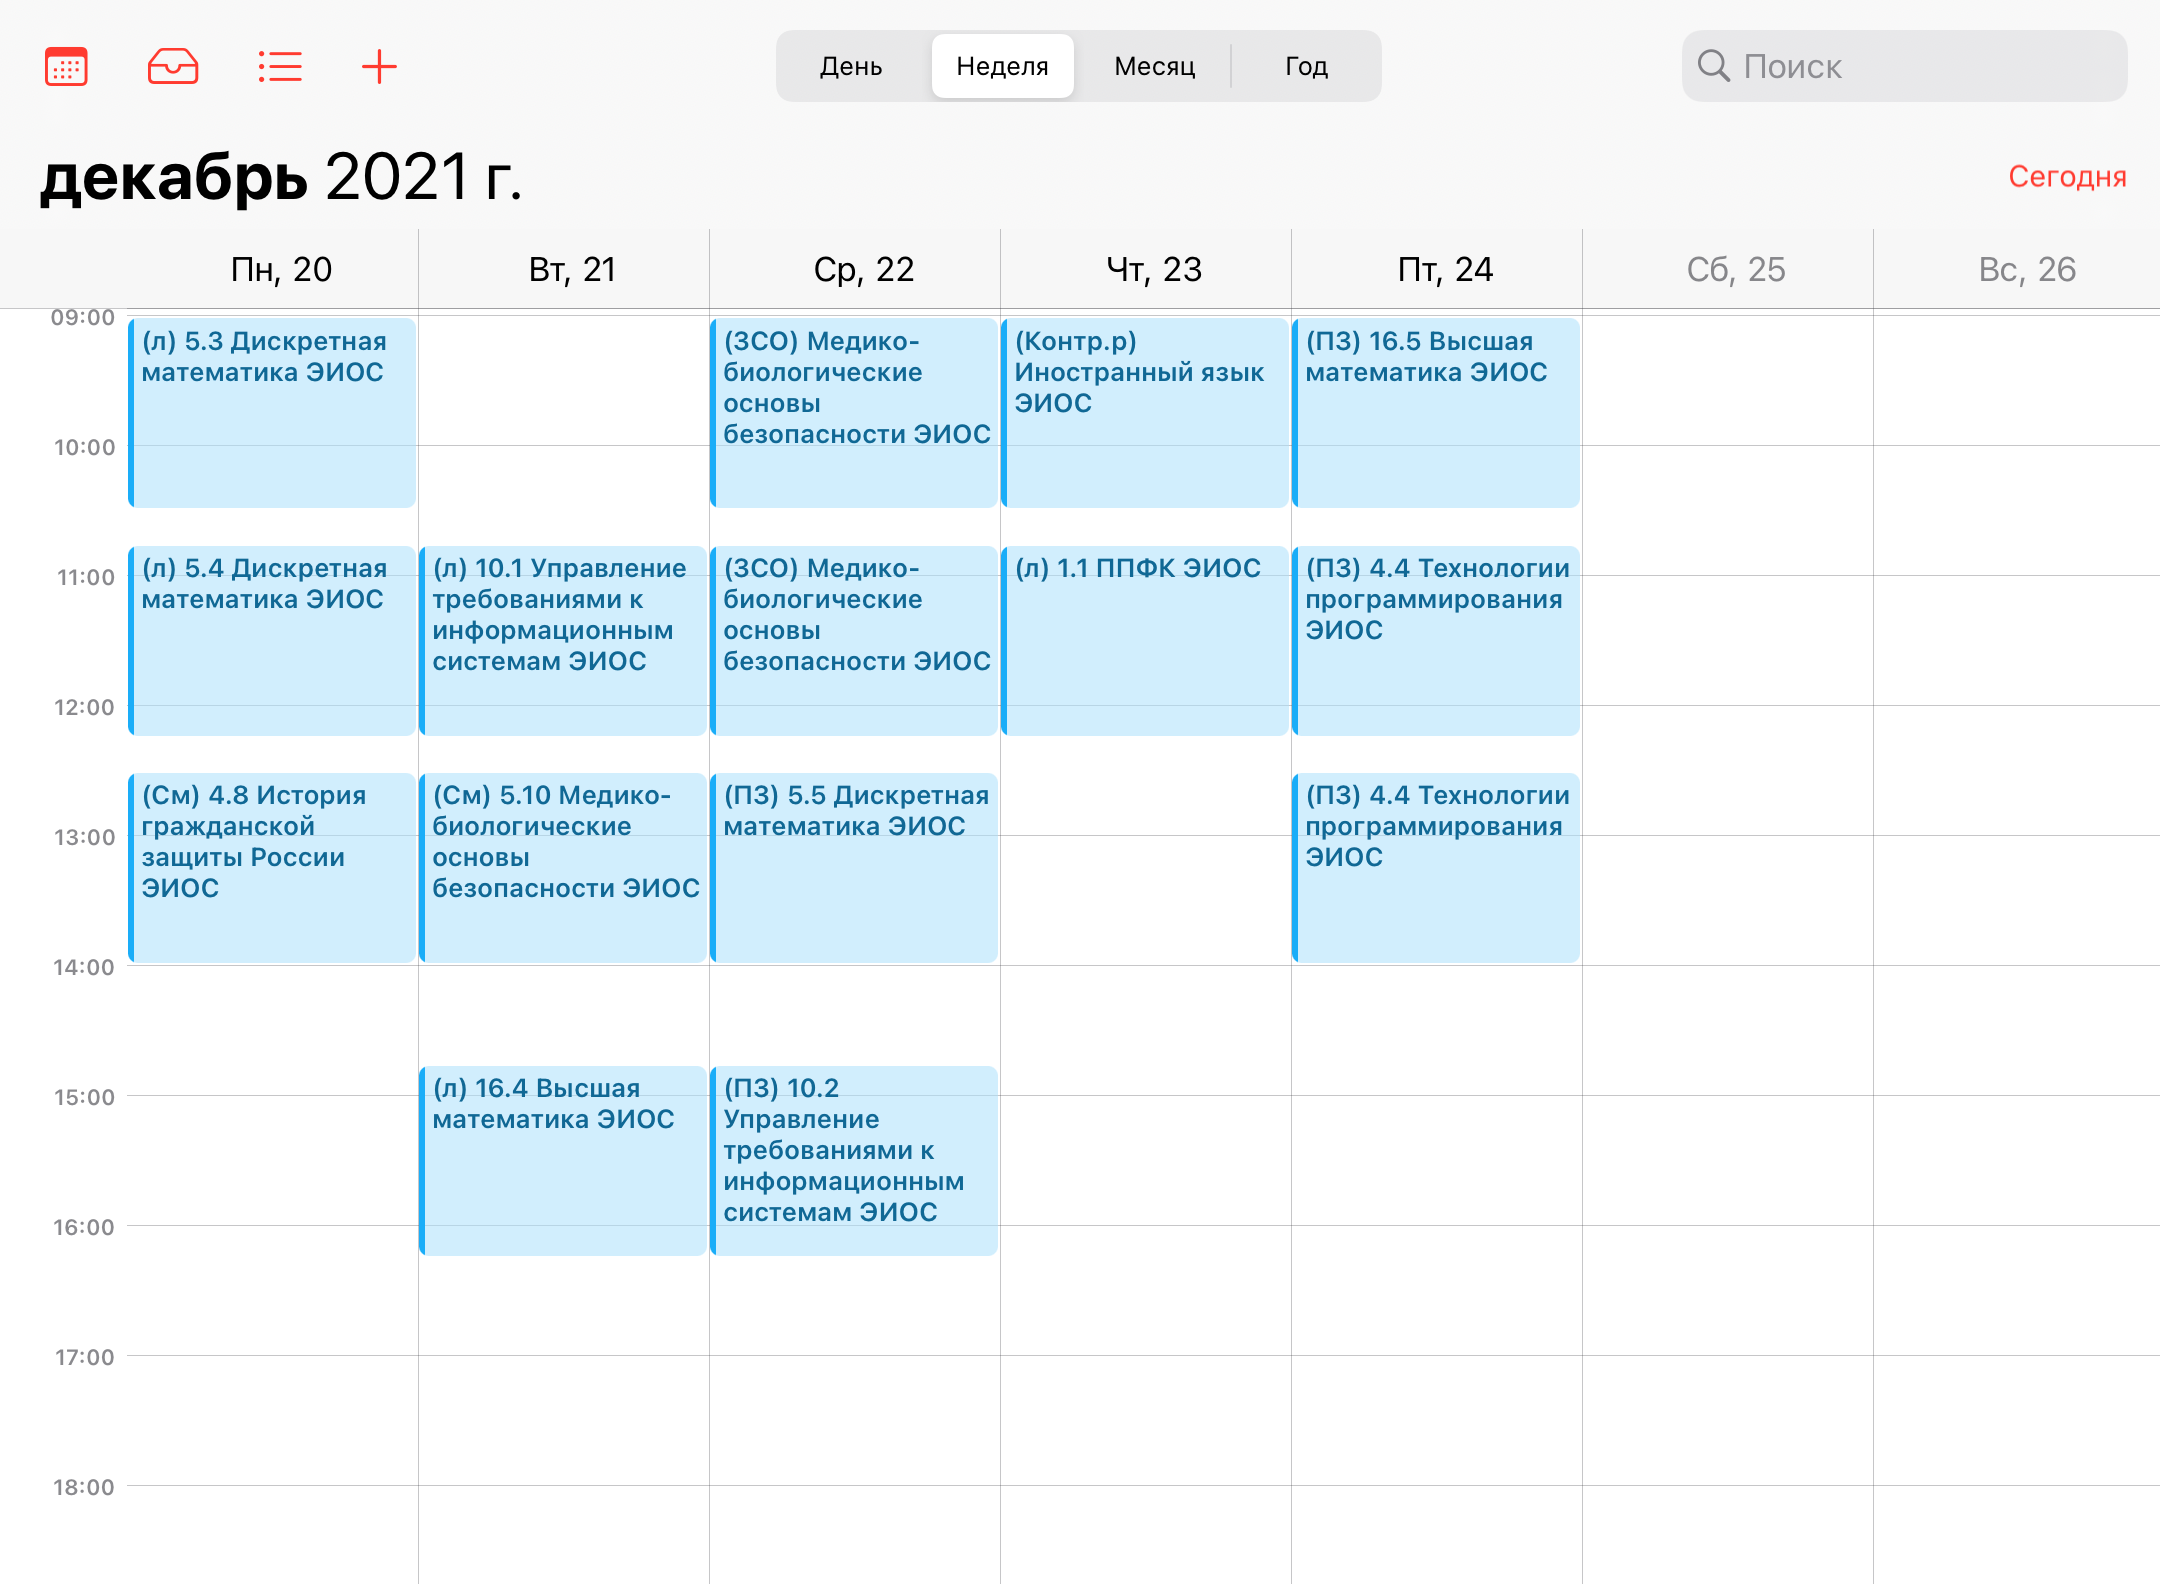 День
Неделя
Месяц
Год
Поиск
декабрь 2021 г.
Сегодня
Пн, 20
Вт, 21
Ср, 22
Чт, 23
Пт, 24
Сб, 25
Вс, 26
09:00
10:00
11:00
12:00
13:00
14:00
15:00
16:00
17:00
18:00
(л) 5.3 Дискретная
математика ЭИОС
(л) 5.4 Дискретная
математика ЭИОС
(См) 4.8 История
гражданской
защиты России
ЭИОС
(л) 10.1 Управление
требованиями к
информационным
системам ЭИОС
(См) 5.10 Медико-
биологические
основы
безопасности ЭИОС
(л) 16.4 Высшая
математика ЭИОС
(ЗСО) Медико-
биологические
основы
безопасности ЭИОС
(ЗСО) Медико-
биологические
основы
безопасности ЭИОС
(ПЗ) 5.5 Дискретная
математика ЭИОС
(ПЗ) 10.2
Управление
требованиями к
информационным
системам ЭИОС
(Контр.р)
Иностранный язык
ЭИОС
(л) 1.1 ППФК ЭИОС
(ПЗ) 16.5 Высшая
математика ЭИОС
(ПЗ) 4.4 Технологии
программирования
ЭИОС
(ПЗ) 4.4 Технологии
программирования
ЭИОС